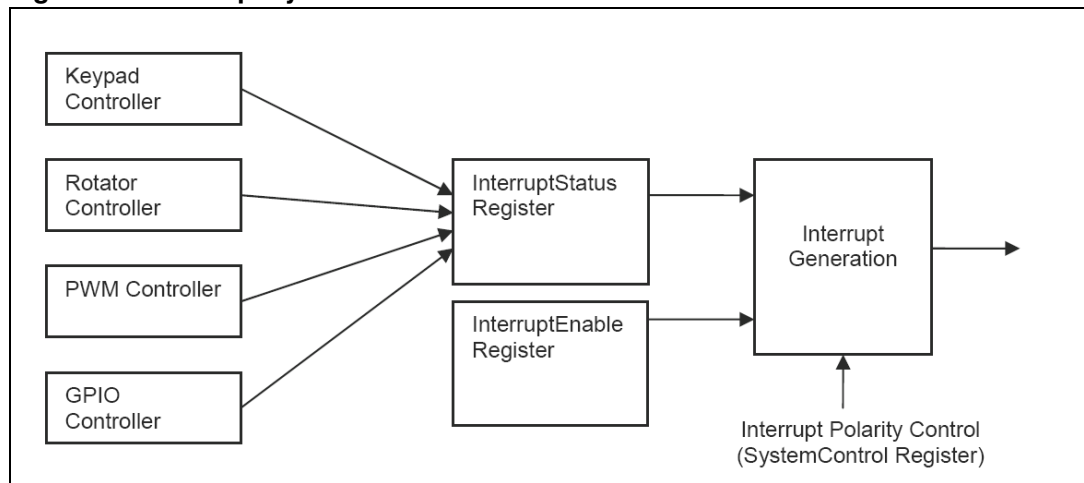 Keypad
Controller
Rotator
Controller
PWM Controller
GPIO
Controller
InterruptStatus
Register
InterruptEnable
Register
Interrupt
Generation
Interrupt Polarity Control
(SystemControl Register)